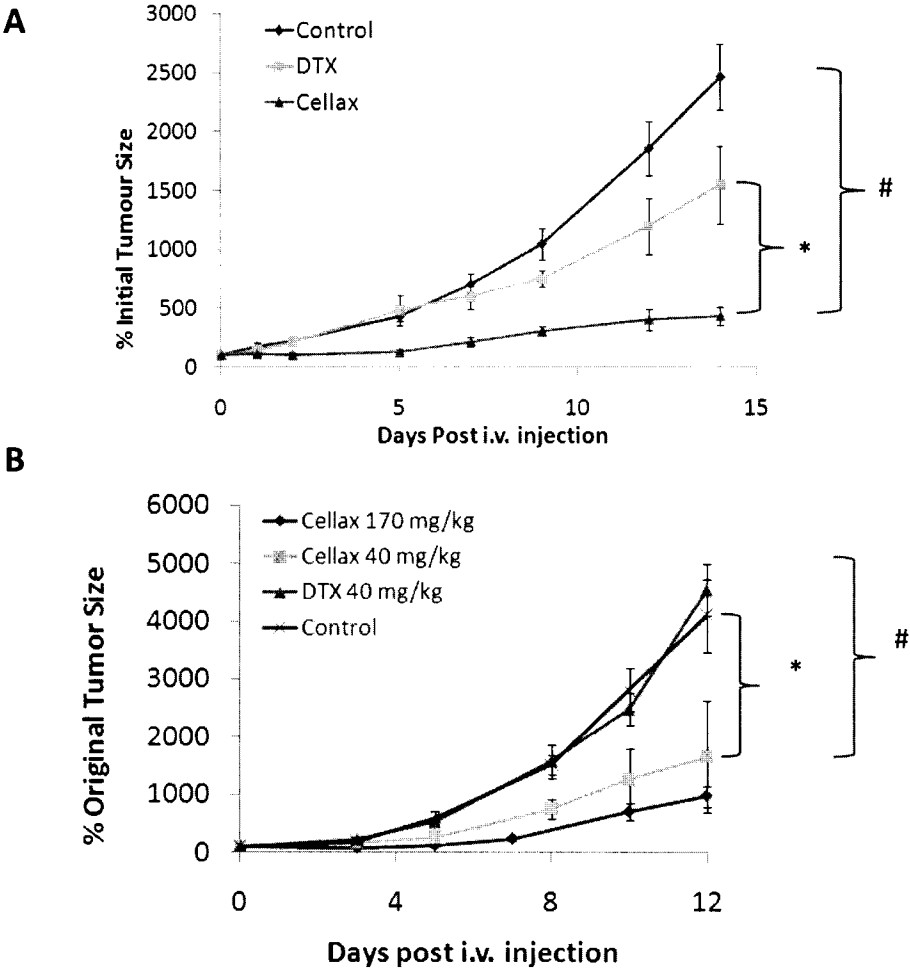 A
3000
2500
2000
1500
1000
500
0
% Initial Tumour Size
Control
DTX
Cellax
#
*
0 5 10 15
Days Post i.v. injection
B
6000
5000
4000
3000
2000
1000
0
% Original Tumor Size
Cellax 170 mg/kg
Cellax 40 mg/kg
DTX 40 mg/kg
Control
#
*
0 4 8 12
Days post i.v. injection